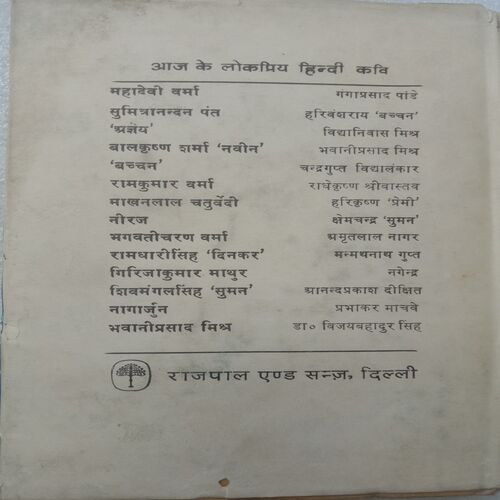 आज के लोकप्रिय हिन्दी कवि
महादेवी वर्मा गंगाप्रसाद पांडे
सुमित्रानन्दन पंत हरिवंशराय ‘बच्चन’
‘अज्ञेय’ विद्यानिवास मिश्र
बालकृष्ण शर्मा ‘नवीन’ भवानीप्रसाद मिश्र
‘बच्चन’ चन्द्रगुप्त विद्यालंकार
रामकुमार वर्मा राधेकृष्ण श्रीवास्तव
माखनलाल चतुर्वेदी हरिकृष्ण ‘प्रेमी’
नीरज क्षेमचन्द्र ‘सुमन’
भगवतीचरण वर्मा अमृतलाल नागर
रामधारीसिंह ‘दिनकर’ मन्मथनाथ गुप्त
गिरिजाकुमार माथुर नगेन्द्र
शिवमंगलसिंह ‘सुमन’ आनन्दप्रकाश दीक्षित
नागार्जुन प्रभाकर माचवे
भवानीप्रसाद मिश्र डा० विजयबहादुर सिंह
राजपाल एण्ड सन्ज़, दिल्ली